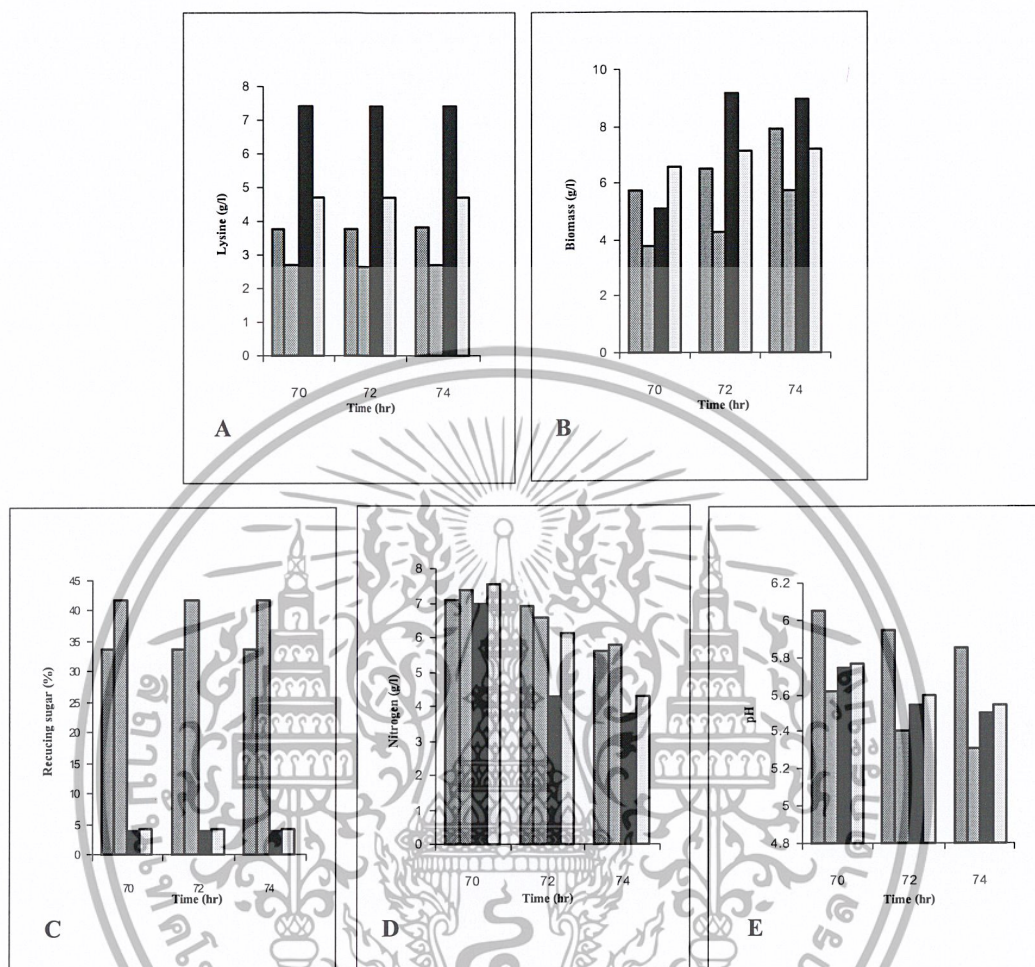 8
7
6
5
4
3
2
1
0
Lysine (g/l)
70 72 74
Time (hr)
A
10
8
6
4
2
0
Biomass (g/l)
70 72 74
Time (hr)
B
45
40
35
30
25
20
15
10
5
0
Recucing sugar (%)
70 72 74
Time (hr)
C
8
7
6
5
4
3
2
1
0
Nitrogen (g/l)
70 72 74
Time (hr)
D
6.2
6
5.8
5.6
5.4
5.2
5
4.8
pH
70 72 74
Time (hr)
E